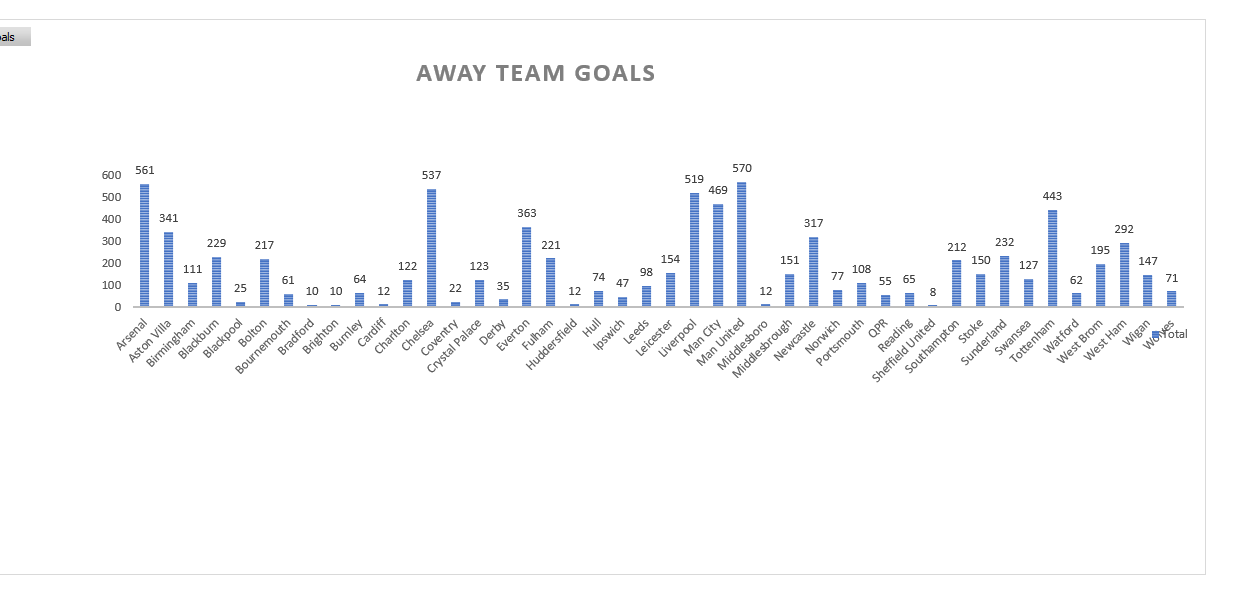 als
AWAY TEAM GOALS
600
500
400
300
200
100
0
561
341
111
229
25
217
61
10
10
64
12
122
537
22
123
35
363
221
12
74
47
98
154
519
469
570
12
151
317
77
108
55
65
8
212
150
232
127
443
62
195
292
147
71
Arsenal
Aston Villa
Birmingham
Blackburn
Blackpool
Bolton
Bournemouth
Bradford
Brighton
Burnley
Cardiff
Charlton
Chelsea
Coventry
Crystal Palace
Derby
Everton
Fulham
Huddersfield
Hull
Ipswich
Leeds
Leicester
Liverpool
Man City
Man United
Middlesboro
Middlesbrough
Newcastle
Norwich
Portsmouth
QPR
Reading
Sheffield United
Southampton
Stoke
Sunderland
Swansea
Tottenham
Watford
West Brom
West Ham
Wigan
Wolves
Total